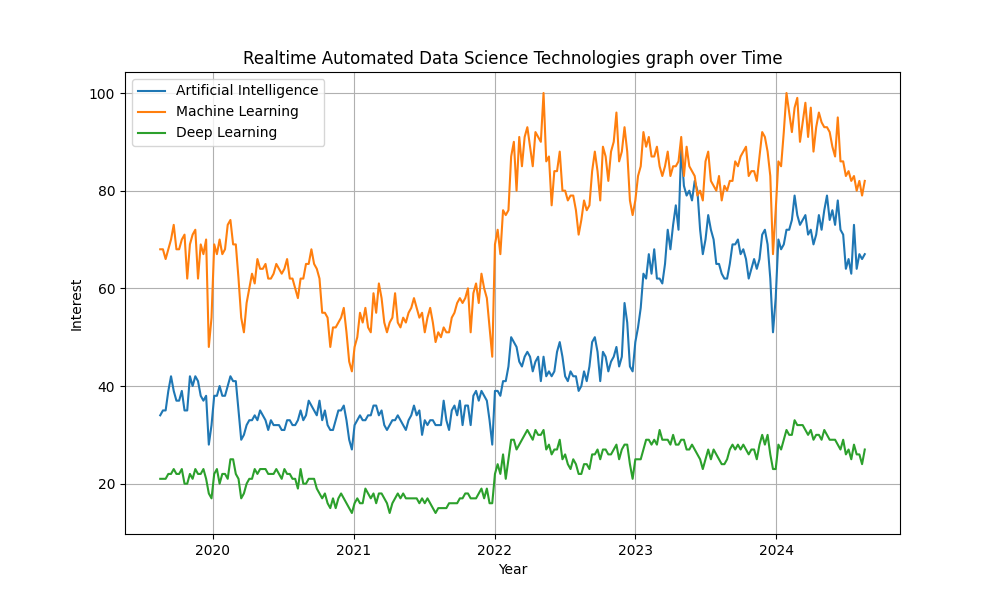 Realtime Automated Data Science Technologies graph over Time
Artificial Intelligence
Machine Learning
Deep Learning
100
80
60
40
20
Interest
2020
2021
2022
2023
2024
Year